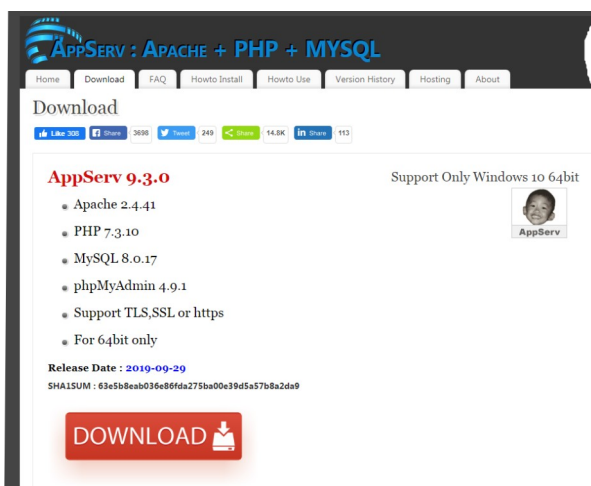 AppServ : Apache + PHP + MYSQL
Home Download FAQ Howto Install Howto Use Version History Hosting About
Download
Like 308 Share 3698 Tweet 249 Share 14.8K Share 113
AppServ 9.3.0
Support Only Windows 10 64bit
Apache 2.4.41
AppServ
PHP 7.3.10
MySQL 8.0.17
phpMyAdmin 4.9.1
Support TLS,SSL or https
For 64bit only
Release Date : 2019-09-29
SHA1SUM : 63e5b8eab036e86fda275ba00e39d5a57b8a2da9
DOWNLOAD